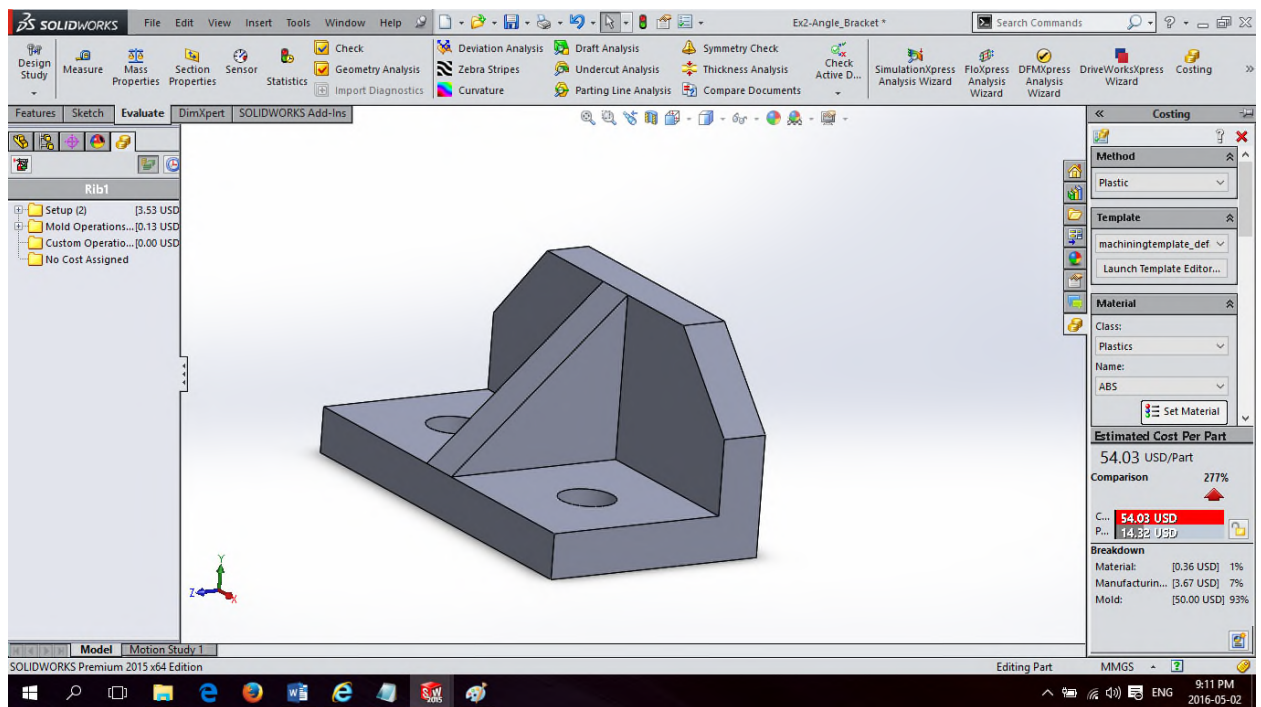 SOLIDWORKS File Edit View Insert Tools Window Help Ex2-Angle_Bracket * Search Commands
Design Study
Measure
Mass Properties
Section Properties
Sensor
Statistics
Check
Geometry Analysis
Import Diagnostics
Deviation Analysis
Zebra Stripes
Curvature
Draft Analysis
Undercut Analysis
Parting Line Analysis
Symmetry Check
Thickness Analysis
Compare Documents
Check Active D...
SimulationXpress Analysis Wizard
FloXpress Analysis Wizard
DFMXpress Analysis Wizard
DriveWorksXpress Wizard
Costing
Features Sketch Evaluate DimXpert SOLIDWORKS Add-Ins
Rib1
Setup (2) [3.53 USD
Mold Operations...[0.13 USD
Custom Operatio...[0.00 USD
No Cost Assigned
Y
Z
X
Costing
Method
Plastic
Template
machiningtemplate_def
Launch Template Editor...
Material
Class:
Plastics
Name:
ABS
Set Material
Estimated Cost Per Part
54.03 USD/Part
Comparison 277%
C... 54.03 USD
P... 14.32 USD
Breakdown
Material: [0.36 USD] 1%
Manufacturin... [3.67 USD] 7%
Mold: [50.00 USD] 93%
Model Motion Study 1
SOLIDWORKS Premium 2015 x64 Edition Editing Part MMGS
ENG
9:11 PM
2016-05-02